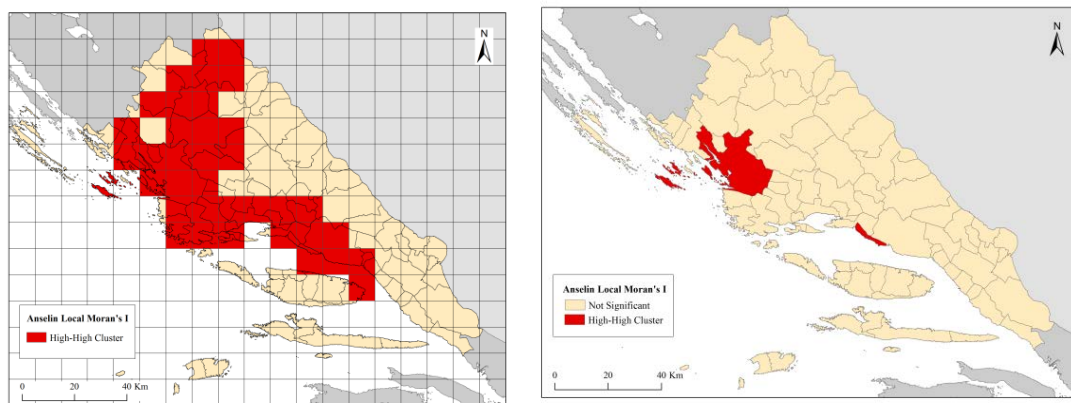 N
Anselin Local Moran's I
High-High Cluster
0 20 40 Km
N
Anselin Local Moran's I
Not Significant
High-High Cluster
0 20 40 Km